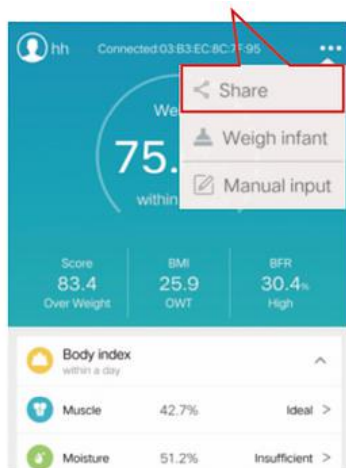 hh Connected:03:B3:EC:8C:7F:95
Share
We
Weigh infant
75.
Manual input
within
Score BMI BFR
83.4 25.9 30.4%
Over Weight OWT High
Body index
within a day
Muscle 42.7% Ideal >
Moisture 51.2% Insufficient >